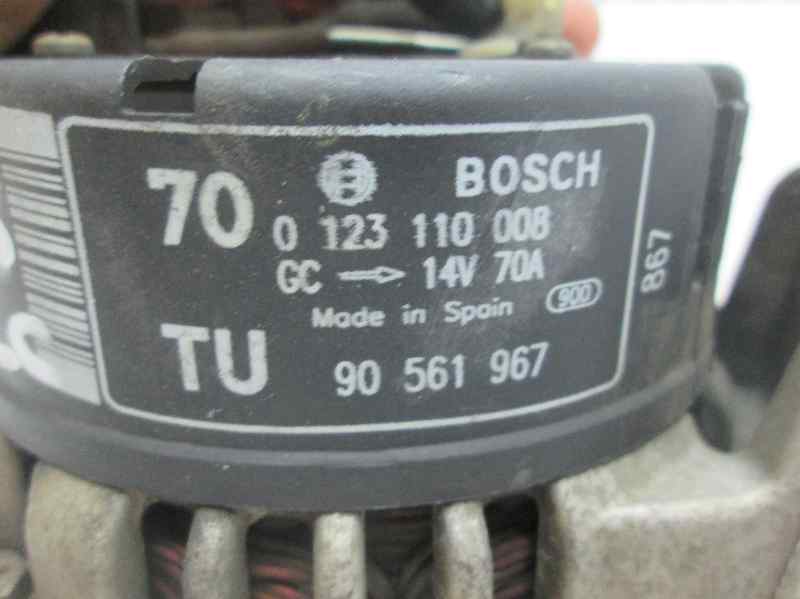 70 BOSCH
0 123 110 008
GC → 14V 70A
Made in Spain 900
TU 90 561 967
867